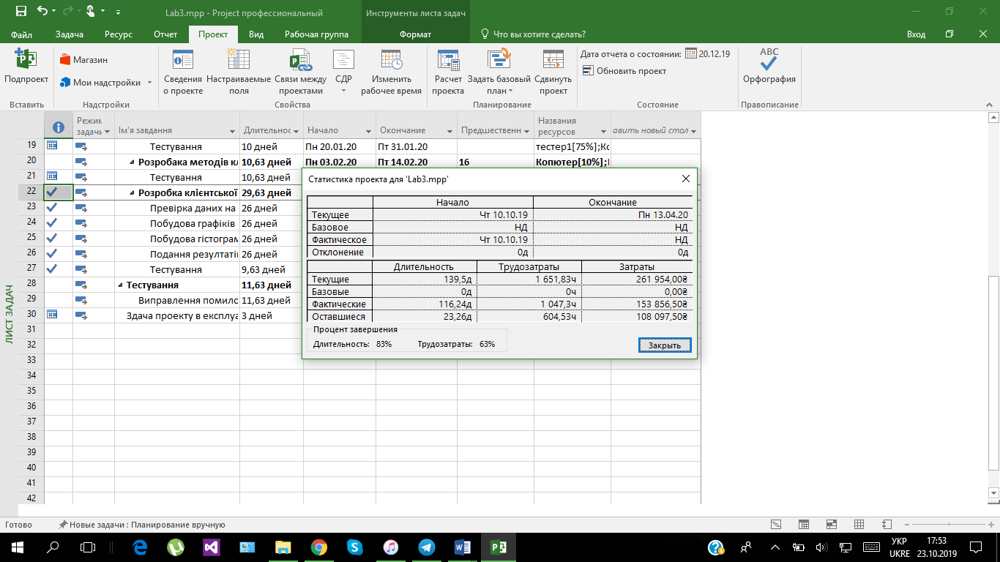 Lab3.mpp - Project профессиональный
Инструменты листа задач
Файл Задача Ресурс Отчет Проект Вид Рабочая группа Формат Что вы хотите сделать? Вход
Подпроект
Магазин
Мои надстройки
Сведения о проекте
Настраиваемые поля
Связи между проектами
СДР
Изменить рабочее время
Расчет проекта
Задать базовый план
Сдвинуть проект
Дата отчета о состоянии: 20.12.19
Обновить проект
ABC
Орфография
Вставить Надстройки Свойства Планирование Состояние Правописание
Режим задачи Ім'я завдання Длительнос Начало Окончание Предшественн Названия ресурсов авить новый стол
19 Тестування 10 дней Пн 20.01.20 Пт 31.01.20 тестер1[75%];Ко
20 Розробака методів кл 10,63 дней Пн 03.02.20 Пт 14.02.20 16 Копютер[10%];
21 Тестування 10,63 дней
22 Розробка клієнтської 29,63 дней
23 Превірка даних на 26 дней
24 Побудова графіків 26 дней
25 Побудова гістограм 26 дней
26 Подання резултаті 26 дней
27 Тестування 9,63 дней
28 Тестування 11,63 дней
29 Виправлення помилс 11,63 дней
30 Здача проекту в експлуа 3 дней
31
32
33
34
35
36
37
38
39
40
41
42
ЛИСТ ЗАДАЧ
Статистика проекта для 'Lab3.mpp'
Начало Окончание
Текущее Чт 10.10.19 Пн 13.04.20
Базовое НД НД
Фактическое Чт 10.10.19 НД
Отклонение 0д 0д
Длительность Трудозатраты Затраты
Текущие 139,5д 1 651,83ч 261 954,00₴
Базовые 0д 0ч 0,00₴
Фактические 116,24д 1 047,3ч 153 856,50₴
Оставшиеся 23,26д 604,53ч 108 097,50₴
Процент завершения
Длительность: 83% Трудозатраты: 63%
Закрыть
Готово Новые задачи : Планирование вручную
УКР 17:53
UKRE 23.10.2019